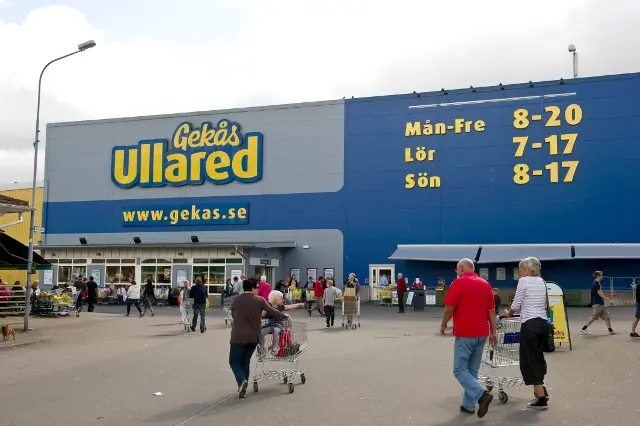 Gekås
Ullared
www.gekas.se
Mån-Fre 8-20
Lör 7-17
Sön 8-17